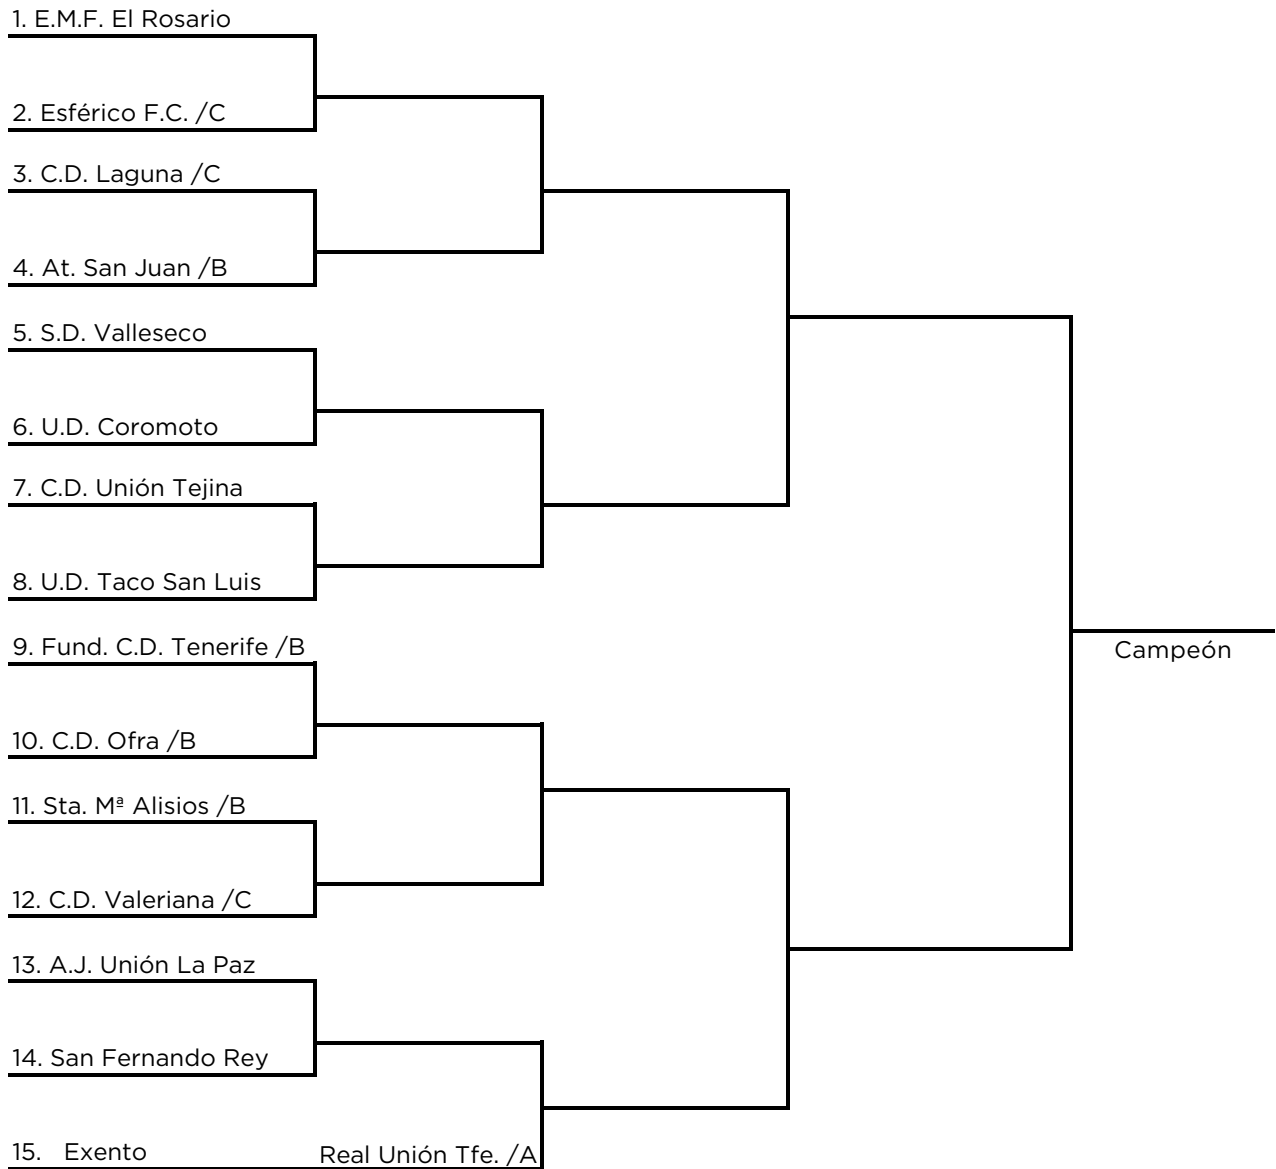 1. E.M.F. El Rosario
2. Esférico F.C. /C
3. C.D. Laguna /C
4. At. San Juan /B
5. S.D. Valleseco
6. U.D. Coromoto
7. C.D. Unión Tejina
8. U.D. Taco San Luis
9. Fund. C.D. Tenerife /B
Campeón
10. C.D. Ofra /B
11. Sta. Mª Alisios /B
12. C.D. Valeriana /C
13. A.J. Unión La Paz
14. San Fernando Rey
15. Exento Real Unión Tfe. /A